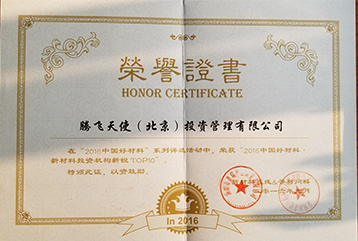 榮譽證書
HONOR CERTIFICATE
腾飞天使（北京）投资管理有限公司
在“2016中国好材料”系列评选活动中，荣获“2016中国好材料·
新材料投资机构新锐TOP10”。
特颁此证，以资鼓励。
In 2016